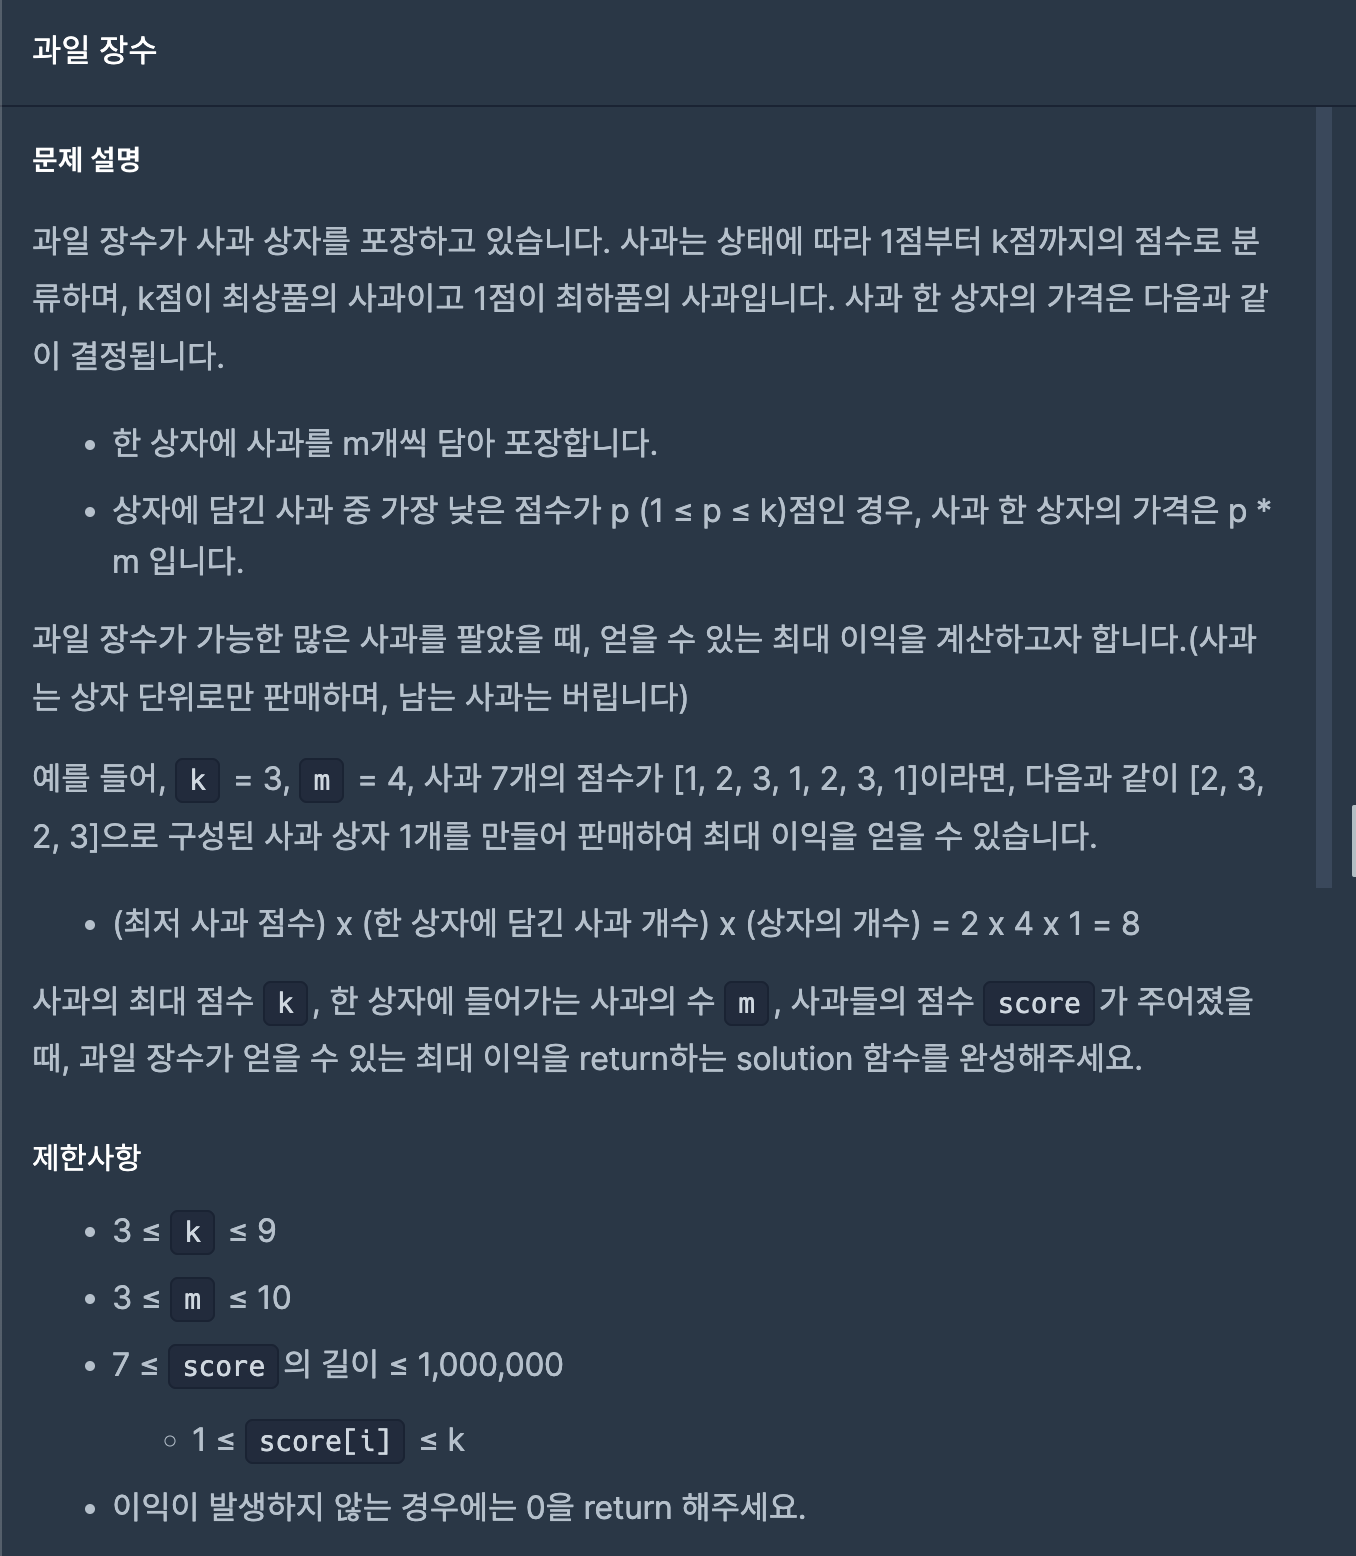 과일 장수
문제 설명
과일 장수가 사과 상자를 포장하고 있습니다. 사과는 상태에 따라 1점부터 k점까지의 점수로 분
류하며, k점이 최상품의 사과이고 1점이 최하품의 사과입니다. 사과 한 상자의 가격은 다음과 같
이 결정됩니다.
• 한 상자에 사과를 m개씩 담아 포장합니다.
• 상자에 담긴 사과 중 가장 낮은 점수가 p (1 ≤ p ≤ k)점인 경우, 사과 한 상자의 가격은 p *
m 입니다.
과일 장수가 가능한 많은 사과를 팔았을 때, 얻을 수 있는 최대 이익을 계산하고자 합니다.(사과
는 상자 단위로만 판매하며, 남는 사과는 버립니다)
예를 들어, k = 3, m = 4, 사과 7개의 점수가 [1, 2, 3, 1, 2, 3, 1]이라면, 다음과 같이 [2, 3,
2, 3]으로 구성된 사과 상자 1개를 만들어 판매하여 최대 이익을 얻을 수 있습니다.
• (최저 사과 점수) x (한 상자에 담긴 사과 개수) x (상자의 개수) = 2 x 4 x 1 = 8
사과의 최대 점수 k, 한 상자에 들어가는 사과의 수 m, 사과들의 점수 score가 주어졌을
때, 과일 장수가 얻을 수 있는 최대 이익을 return하는 solution 함수를 완성해주세요.
제한사항
• 3 ≤ k ≤ 9
• 3 ≤ m ≤ 10
• 7 ≤ score의 길이 ≤ 1,000,000
○ 1 ≤ score[i] ≤ k
• 이익이 발생하지 않는 경우에는 0을 return 해주세요.